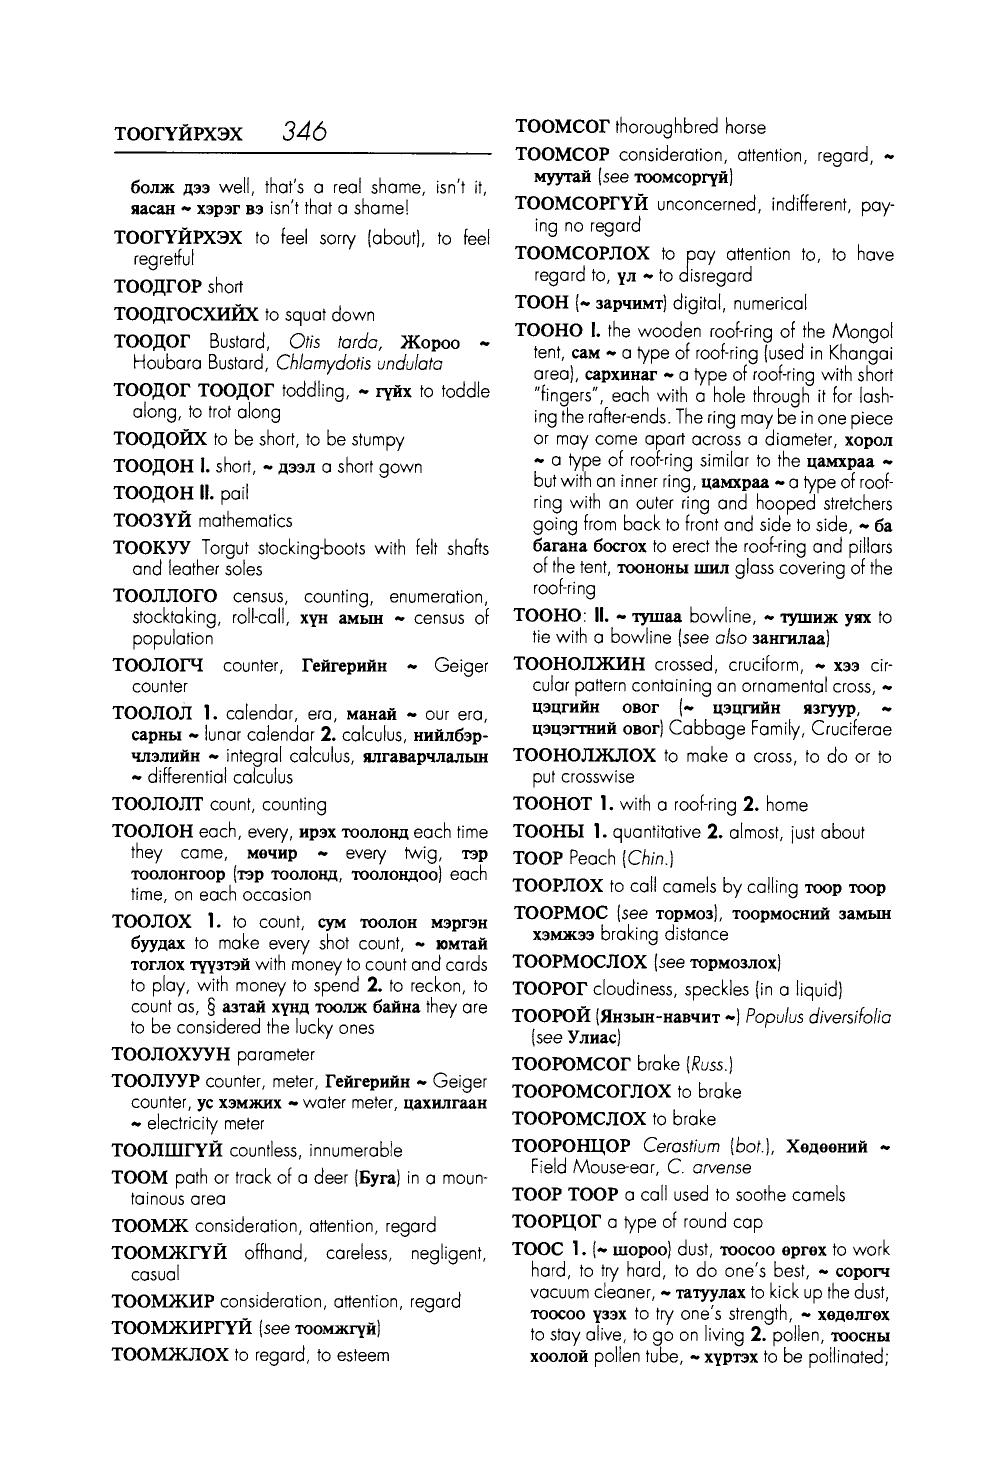 ТООГҮЙРХЭХ 346
болж дээ well, that's a real shame, isn't it,
яасан ~ хэрэг вэ isn't that a shame!
ТООГҮЙРХЭХ to feel sorry (about), to feel
regretful
ТООДГОР short
ТООДГОСХИЙХ to squat down
ТООДОГ Bustard, Otis tarda, Жороо ~
Houbara Bustard, Chlamydotis undulata
ТООДОГ ТООДОГ toddling, ~ гүйх to toddle
along, to trot along
ТООДОЙХ to be short, to be stumpy
ТООДОН I. short, ~ дээл a short gown
ТООДОН II. pail
ТООЗҮЙ mathematics
ТООКУУ Torgut stocking-boots with felt shafts
and leather soles
ТООЛЛОГО census, counting, enumeration,
stocktaking, roll-call, хүн амын ~ census of
population
ТООЛОГЧ counter, Гейгерийн ~ Geiger
counter
ТООЛОЛ 1. calendar, era, манай ~ our era,
сарны ~ lunar calendar 2. calculus, нийлбэр-
члэлийн ~ integral calculus, ялгаварчлалын
~ differential calculus
ТООЛОЛТ count, counting
ТООЛОН each, every, ирэх тоолонд each time
they came, мөчир ~ every twig, тэр
тоолонгоор (тэр тоолонд, тоолондоо) each
time, on each occasion
ТООЛОХ 1. to count, сум тоолон мэргэн
буудах to make every shot count, ~ юмтай
тоглох түүзтэй with money to count and cards
to play, with money to spend 2. to reckon, to
count as, § азтай хүнд тоолж байна they are
to be considered the lucky ones
ТООЛОХУУН parameter
ТООЛУУР counter, meter, Гейгерийн ~ Geiger
counter, ус хэмжих ~ water meter, цахилгаан
~ electricity meter
ТООЛШГҮЙ countless, innumerable
ТООМ path or track of a deer (Буга) in a moun-
tainous area
ТООМЖ consideration, attention, regard
ТООМЖГҮЙ offhand, careless, negligent,
casual
ТООМЖИР consideration, attention, regard
ТООМЖИРГҮЙ (see тоомжгүй)
ТООМЖЛОХ to regard, to esteem
ТООМСОГ thoroughbred horse
ТООМСОР consideration, attention, regard, ~
муутай (see тоомсоргүй)
ТООМСОРГҮЙ unconcerned, indifferent, pay-
ing no regard
ТООМСОРЛОХ to pay attention to, to have
regard to, үл ~ to disregard
ТООН (~ зарчимт) digital, numerical
ТООНО I. the wooden roof-ring of the Mongol
tent, сам ~ a type of roof-ring (used in Khangai
area), сархинаг ~ a type of roof-ring with short
"fingers", each with a hole through it for lash-
ing the rafter-ends. The ring may be in one piece
or may come apart across a diameter, хорол
~ a type of roof-ring similar to the цамхраа ~
but with an inner ring, цамхраа ~ a type of roof-
ring with an outer ring and hooped stretchers
going from back to front and side to side, ~ ба
багана босгох to erect the roof-ring and pillars
of the tent, тоононы шил glass covering of the
roof-ring
ТООНО: II. ~ тушаа bowline, ~ тушиж уях to
tie with a bowline (see also зангилаа)
ТООНОЛЖИН crossed, cruciform, ~ хээ cir-
cular pattern containing an ornamental cross, ~
цэцгийн овог (~ цэцгийн язгуур, ~
цэцэгтний овог) Cabbage Family, Cruciferae
ТООНОЛЖЛОХ to make a cross, to do or to
put crosswise
ТООНОТ 1. with a roof-ring 2. home
ТООНЫ 1. quantitative 2. almost, just about
ТООР Peach (Chin.)
ТООРЛОХ to call camels by calling тоор тоор
ТООРМОС (see тормоз), тоормосний замын
хэмжээ braking distance
ТООРМОСЛОХ (see тормозлох)
ТООРОГ cloudiness, speckles (in a liquid)
ТООРОЙ (Янзын-навчит ~) Populus diversifolia
(see Улиас)
ТООРОМСОГ brake (Russ.)
ТООРОМСОГЛОХ to brake
ТООРОМСЛОХ to brake
ТООРОНЦОР Cerastium (bot.), Хөдөөний ~
Field Mouse-ear, C. arvense
ТООР ТООР a call used to soothe camels
ТООРЦОГ a type of round cap
ТООС 1. (~ шороо) dust, тоосоо өргөх to work
hard, to try hard, to do one's best, ~ сорогч
vacuum cleaner, ~ татуулах to kick up the dust,
тоосоо үзэх to try one's strength, ~ хөдөлгөх
to stay alive, to go on living 2. pollen, тоосны
хоолой pollen tube, ~ хүртэх to be pollinated;